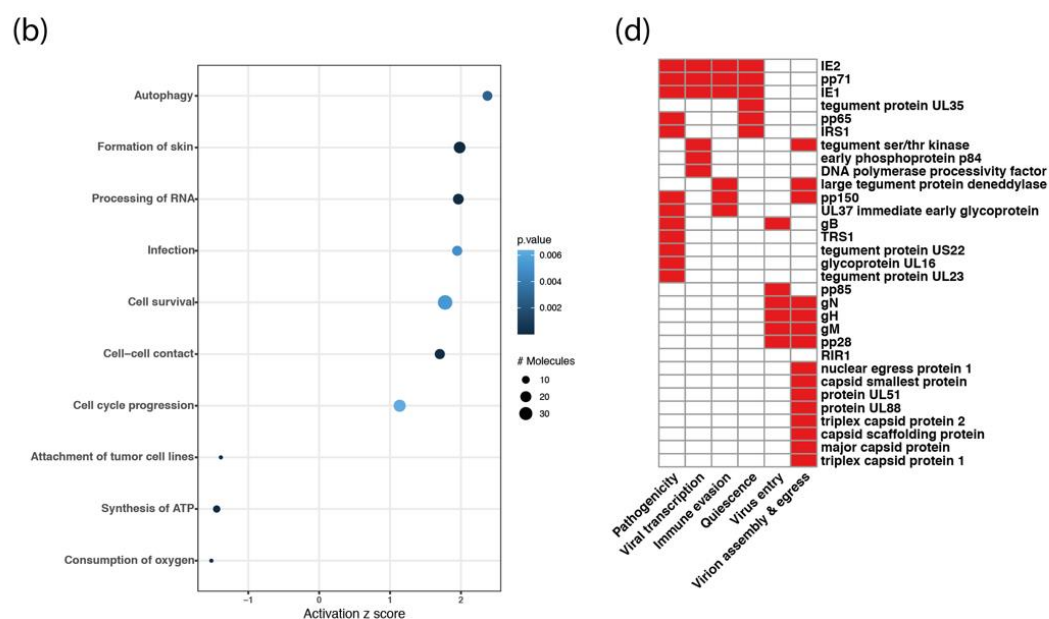 (b)
Autophagy
Formation of skin
Processing of RNA
Infection
Cell survival
Cell−cell contact
Cell cycle progression
Attachment of tumor cell lines
Synthesis of ATP
Consumption of oxygen
−1 0 1 2
Activation z score
p.value
0.006
0.004
0.002
# Molecules
10
20
30
(d)
IE2
pp71
IE1
tegument protein UL35
pp65
IRS1
tegument ser/thr kinase
early phosphoprotein p84
DNA polymerase processivity factor
large tegument protein deneddylase
pp150
UL37 immediate early glycoprotein
gB
TRS1
tegument protein US22
glycoprotein UL16
tegument protein UL23
pp85
gN
gH
gM
pp28
RIR1
nuclear egress protein 1
capsid smallest protein
protein UL51
protein UL88
triplex capsid protein 2
capsid scaffolding protein
major capsid protein
triplex capsid protein 1
Pathogenicity
Viral transcription
Immune evasion
Quiescence
Virus entry
Virion assembly & egress